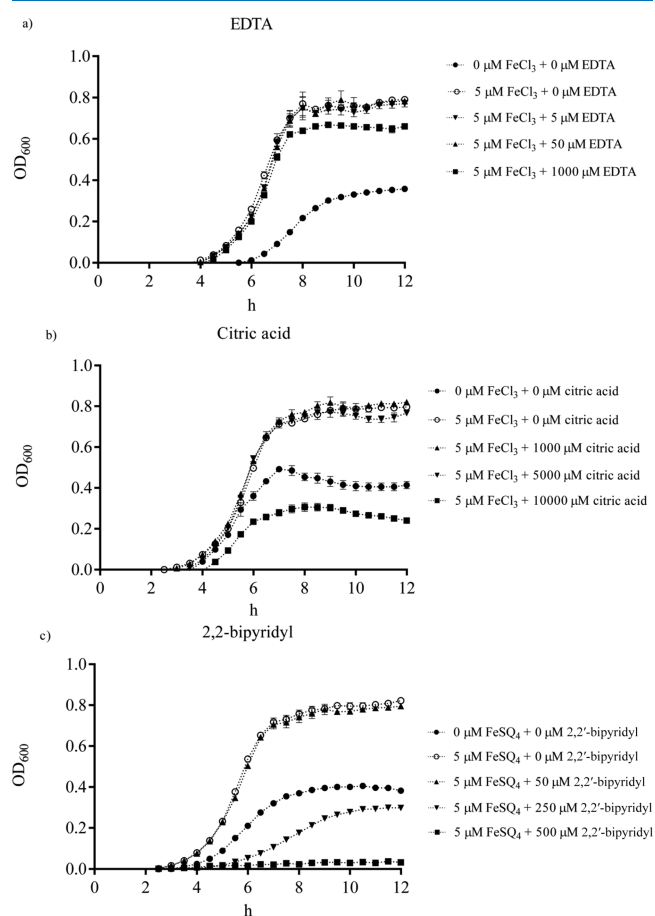 a)
EDTA
OD600
1.0
0.8
0.6
0.4
0.2
0.0
0 2 4 6 8 10 12
h
0 μM FeCl3 + 0 μM EDTA
5 μM FeCl3 + 0 μM EDTA
5 μM FeCl3 + 5 μM EDTA
5 μM FeCl3 + 50 μM EDTA
5 μM FeCl3 + 1000 μM EDTA
b)
Citric acid
OD600
1.0
0.8
0.6
0.4
0.2
0.0
0 2 4 6 8 10 12
h
0 μM FeCl3 + 0 μM citric acid
5 μM FeCl3 + 0 μM citric acid
5 μM FeCl3 + 1000 μM citric acid
5 μM FeCl3 + 5000 μM citric acid
5 μM FeCl3 + 10000 μM citric acid
c)
2,2-bipyridyl
OD600
1.0
0.8
0.6
0.4
0.2
0.0
0 2 4 6 8 10 12
h
0 μM FeSQ4 + 0 μM 2,2′-bipyridyl
5 μM FeSQ4 + 0 μM 2,2′-bipyridyl
5 μM FeSQ4 + 50 μM 2,2′-bipyridyl
5 μM FeSQ4 + 250 μM 2,2′-bipyridyl
5 μM FeSQ4 + 500 μM 2,2′-bipyridyl